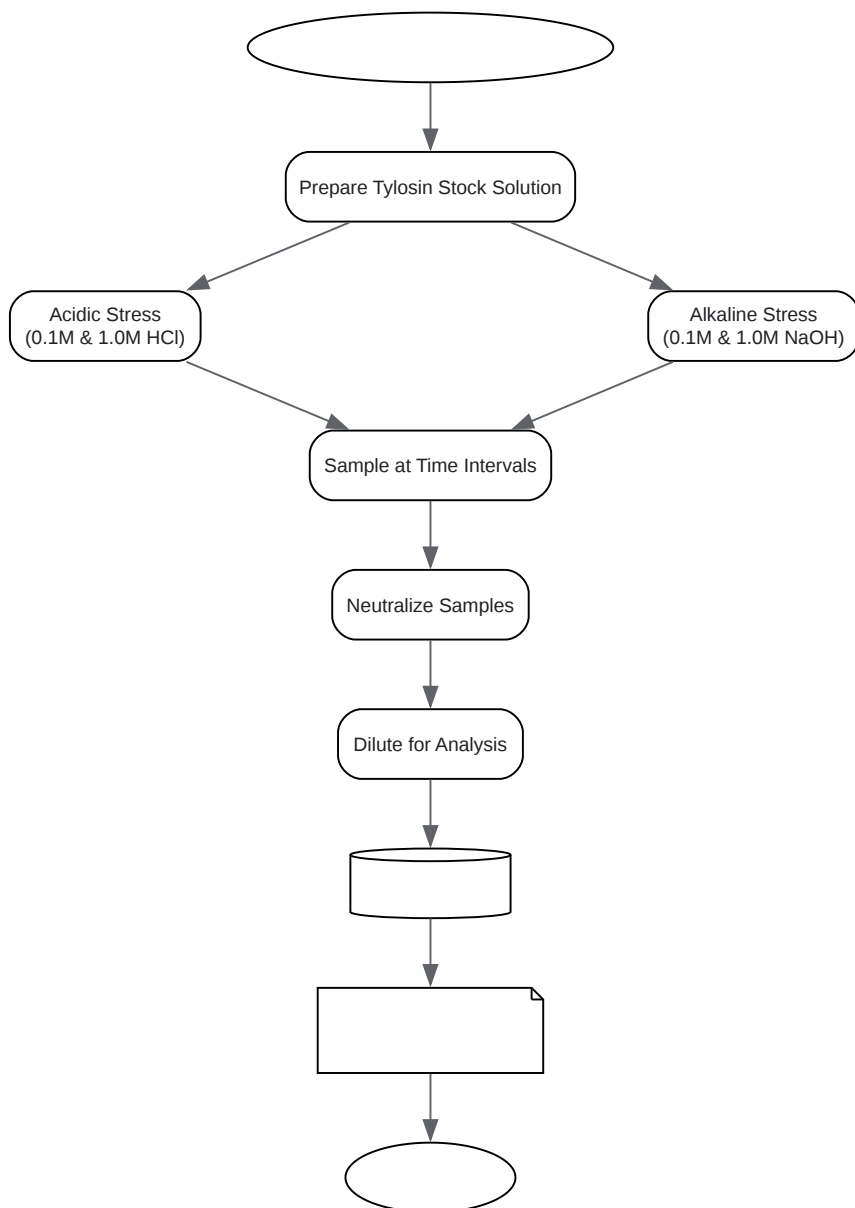 Prepare Tylosin Stock Solution
Acidic Stress
(0.1M & 1.0M HCl)
Alkaline Stress
(0.1M & 1.0M NaOH)
Sample at Time Intervals
Neutralize Samples
Dilute for Analysis